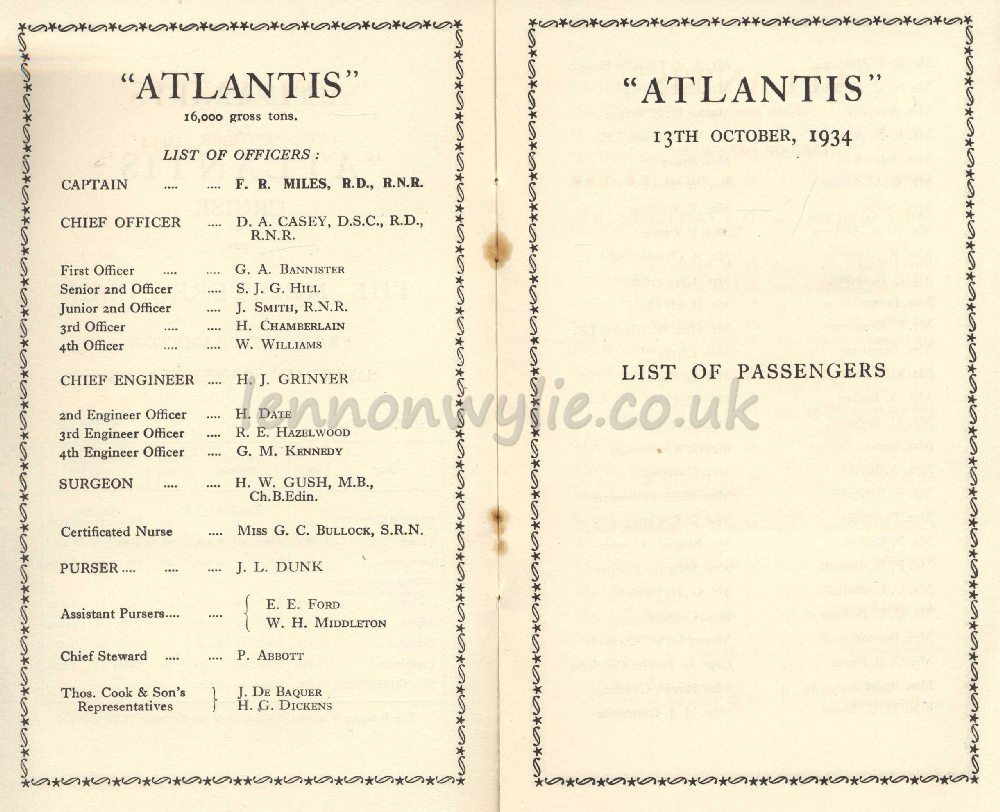 "ATLANTIS"
16,000 gross tons.
LIST OF OFFICERS :
CAPTAIN .... .... F. R. MILES, R.D., R.N.R.
CHIEF OFFICER .... D. A. CASEY, D.S.C., R.D.,
R.N.R.
First Officer .... .... G. A. BANNISTER
Senior 2nd Officer .... S. J. G. HILL
Junior 2nd Officer .... J. SMITH, R.N.R.
3rd Officer .... .... H. CHAMBERLAIN
4th Officer .... .... W. WILLIAMS
CHIEF ENGINEER .... H. J. GRINYER
2nd Engineer Officer .... H. DATE
3rd Engineer Officer .... R. E. HAZELWOOD
4th Engineer Officer .... G. M. KENNEDY
SURGEON .... .... H. W. GUSH, M.B.,
Ch.B.Edin.
Certificated Nurse .... MISS G. C. BULLOCK, S.R.N.
PURSER .... .... .... J. L. DUNK
Assistant Pursers.... .... { E. E. FORD
W. H. MIDDLETON
Chief Steward .... .... P. ABBOTT
Thos. Cook & Son's } J. DE BAQUER
Representatives H. G. DICKENS
"ATLANTIS"
13TH OCTOBER, 1934
LIST OF PASSENGERS
lennonwylie.co.uk